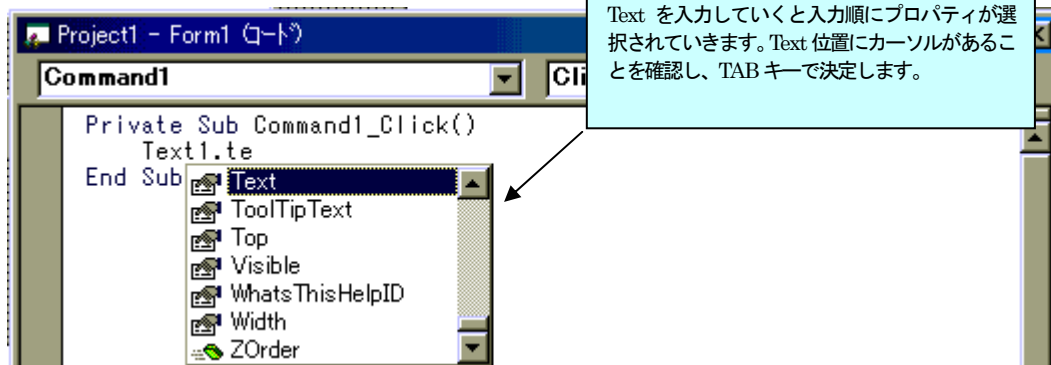 Text を入力していくと入力順にプロパティが選
択されていきます。Text 位置にカーソルがあるこ
とを確認し、TAB キーで決定します。
Project1 - Form1 (コード)
Command1
Cli
Private Sub Command1_Click()
Text1.te
End Sub
Text
ToolTipText
Top
Visible
WhatsThisHelpID
Width
ZOrder